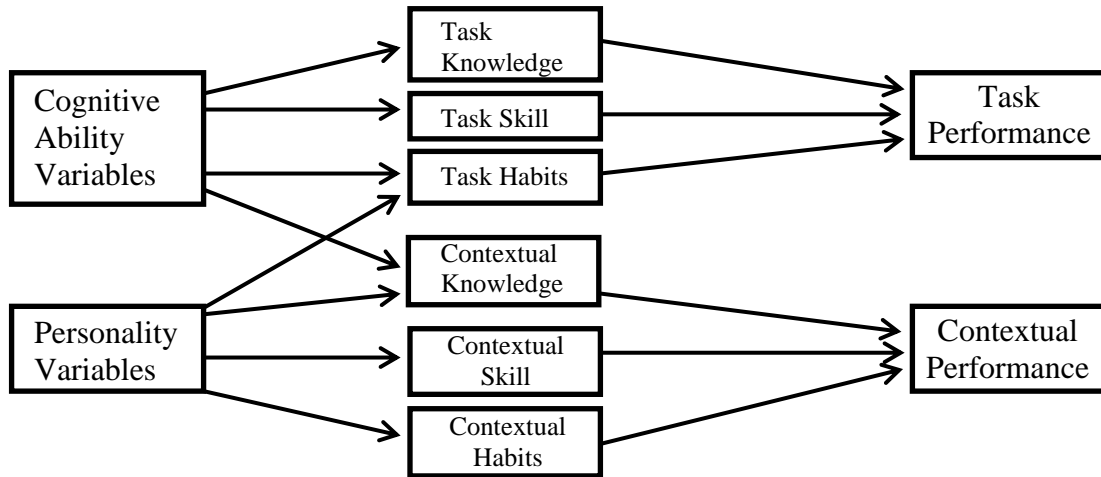 Cognitive
Ability
Variables
Personality
Variables
Task
Knowledge
Task Skill
Task Habits
Contextual
Knowledge
Contextual
Skill
Contextual
Habits
Task
Performance
Contextual
Performance